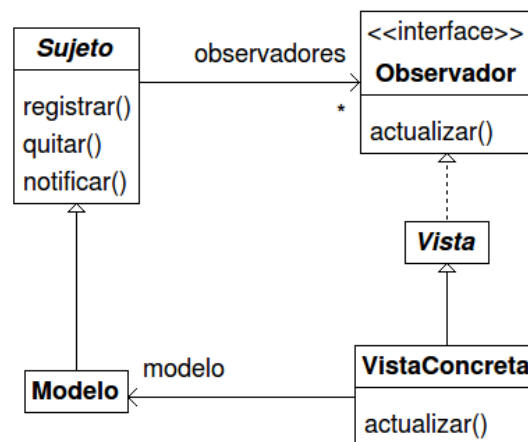 Sujeto
registrar()
quitar()
notificar()
observadores
*
<<interface>>
Observador
actualizar()
Vista
Modelo
modelo
VistaConcreta
actualizar()